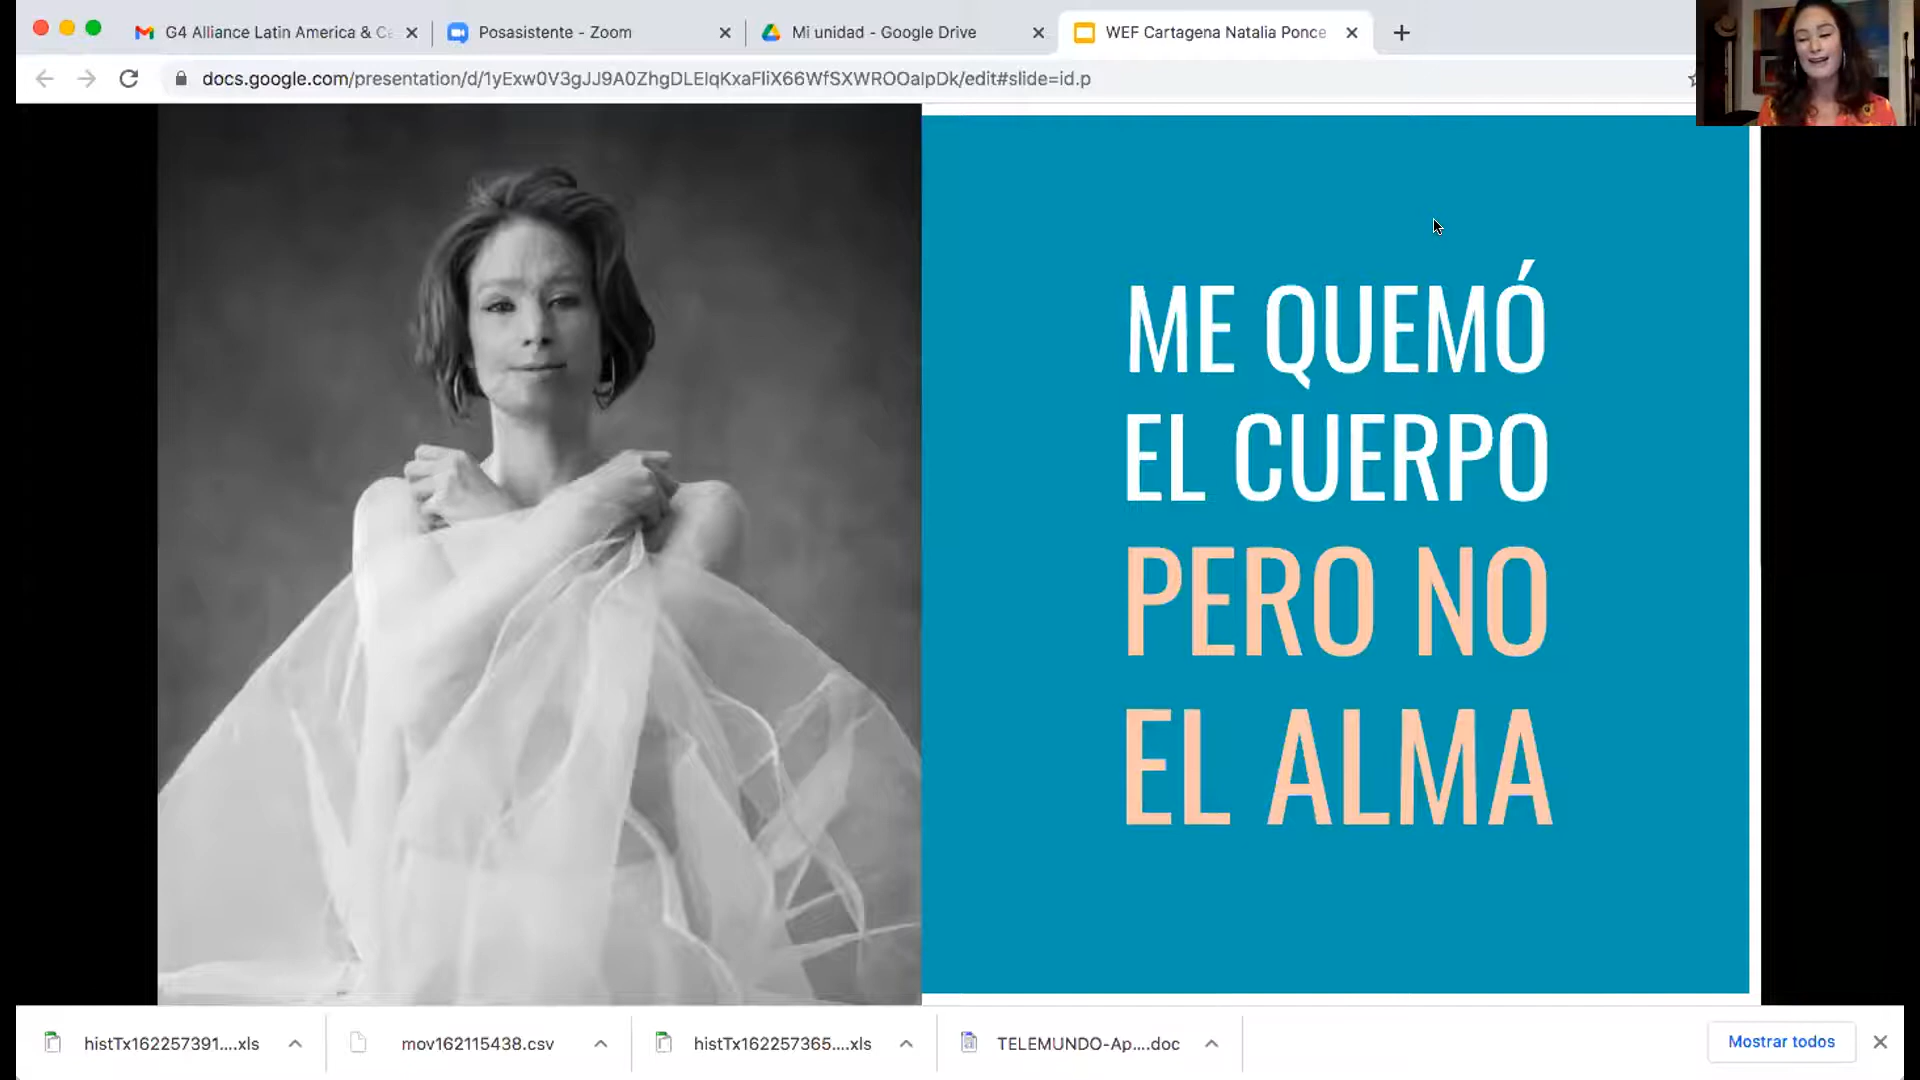 G4 Alliance Latin America & C
Posasistente - Zoom
Mi unidad - Google Drive
WEF Cartagena Natalia Ponce
docs.google.com/presentation/d/1yExw0V3gJJ9A0ZhgDLEIqKxaFliX66WfSXWROOalpDk/edit#slide=id.p
ME QUEMÓ
EL CUERPO
PERO NO
EL ALMA
histTx162257391....xls
mov162115438.csv
histTx162257365....xls
TELEMUNDO-Ap....doc
Mostrar todos